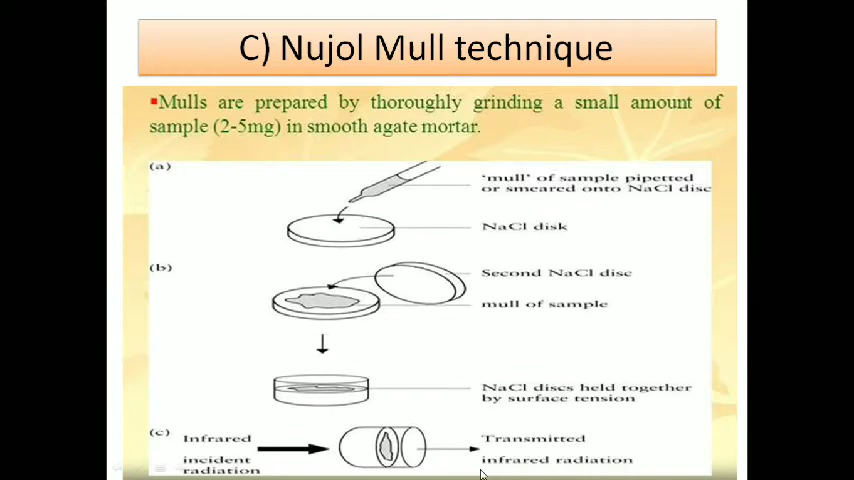 C) Nujol Mull technique
▪Mulls are prepared by thoroughly grinding a small amount of
sample (2-5mg) in smooth agate mortar.
(a)
'mull' of sample pipetted
or smeared onto NaCl disc
NaCl disk
(b)
Second NaCl disc
mull of sample
NaCl discs held together
by surface tension
(c)
Infrared
incident
radiation
Transmitted
infrared radiation